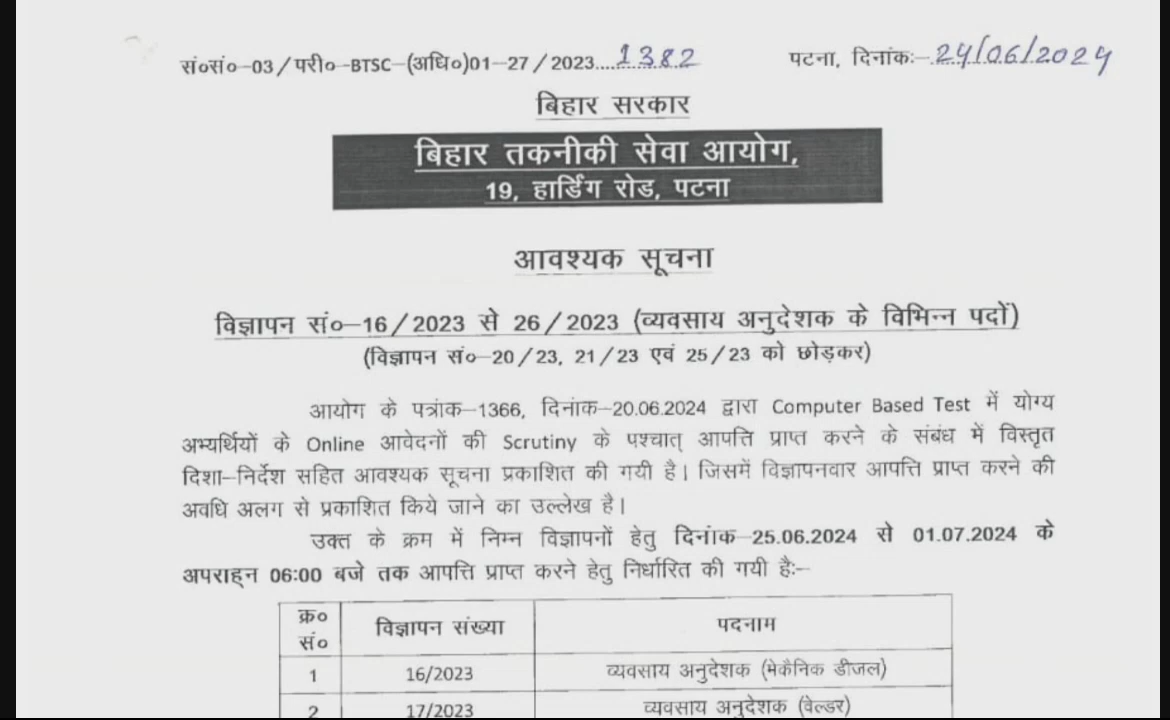 सं०सं०-03/परी०-BTSC-(अधि०)01-27/2023....1382
पटना, दिनांकः-24/06/2024
बिहार सरकार
बिहार तकनीकी सेवा आयोग,
19, हार्डिंग रोड, पटना
आवश्यक सूचना
विज्ञापन सं०-16/2023 से 26/2023 (व्यवसाय अनुदेशक के विभिन्न पदों)
(विज्ञापन सं०-20/23, 21/23 एवं 25/23 को छोड़कर)
आयोग के पत्रांक-1366, दिनांक-20.06.2024 द्वारा Computer Based Test में योग्य
अभ्यर्थियों के Online आवेदनों की Scrutiny के पश्चात् आपत्ति प्राप्त करने के संबंध में विस्तृत
दिशा-निर्देश सहित आवश्यक सूचना प्रकाशित की गयी है। जिसमें विज्ञापनवार आपत्ति प्राप्त करने की
अवधि अलग से प्रकाशित किये जाने का उल्लेख है।
उक्त के क्रम में निम्न विज्ञापनों हेतु दिनांक-25.06.2024 से 01.07.2024 के
अपराह्न 06:00 बजे तक आपत्ति प्राप्त करने हेतु निर्धारित की गयी हैः-
क्र० सं० विज्ञापन संख्या पदनाम
1 16/2023 व्यवसाय अनुदेशक (मेकैनिक डीजल)
2 17/2023 व्यवसाय अनुदेशक (वेल्डर)